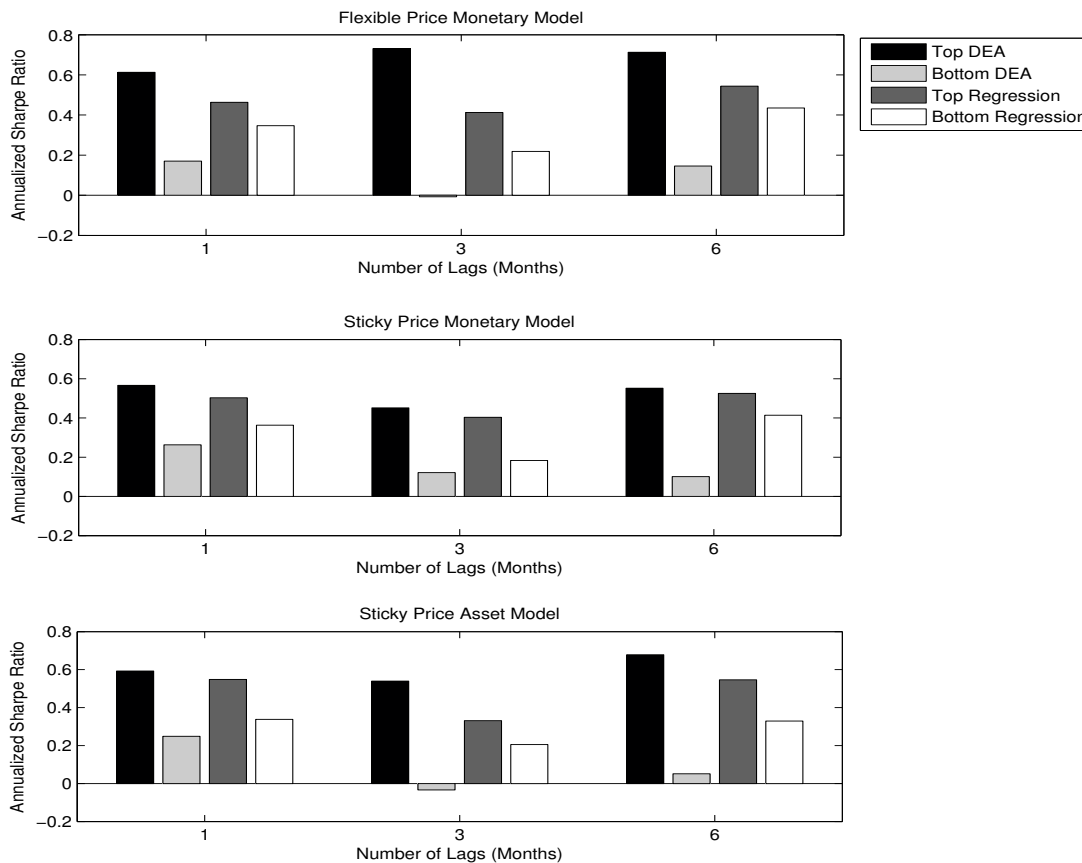 Flexible Price Monetary Model
0.8
0.6
0.4
0.2
0
−0.2
Annualized Sharpe Ratio
1 3 6
Number of Lags (Months)
Top DEA
Bottom DEA
Top Regression
Bottom Regression
Sticky Price Monetary Model
0.8
0.6
0.4
0.2
0
−0.2
Annualized Sharpe Ratio
1 3 6
Number of Lags (Months)
Sticky Price Asset Model
0.8
0.6
0.4
0.2
0
−0.2
Annualized Sharpe Ratio
1 3 6
Number of Lags (Months)